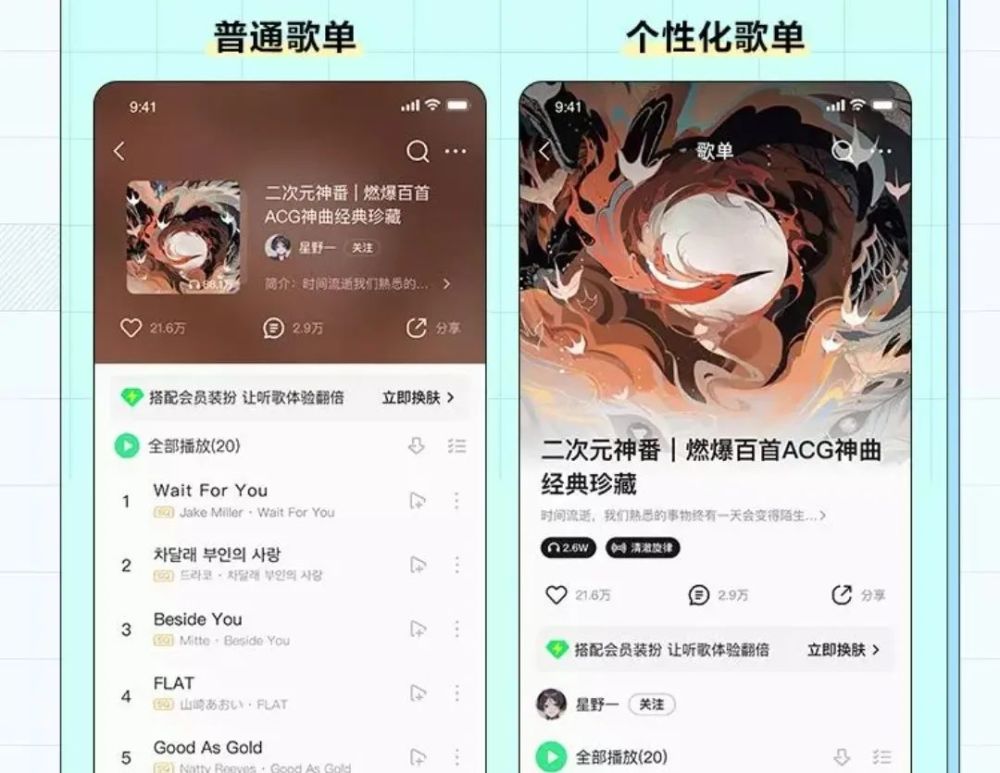 普通歌单
9:41
二次元神番 | 燃爆百首
ACG神曲经典珍藏
星野一 关注
简介：时间流逝我们熟悉的...
21.6万 2.9万 分享
搭配会员装扮 让听歌体验翻倍 立即换肤
全部播放(20)
1 Wait For You
SQ Jake Miller · Wait For You
2 차달래 부인의 사랑
SQ 드라코 · 차달래 부인의 사랑
3 Beside You
SQ Mitte · Beside You
4 FLAT
SQ 山崎あおい · FLAT
5 Good As Gold
SQ Natty Reeves · Good As Gold
个性化歌单
9:41
歌单
二次元神番 | 燃爆百首ACG神曲
经典珍藏
时间流逝，我们熟悉的事物终有一天会变得陌生...
2.6W 清澈旋律
21.6万 2.9万 分享
搭配会员装扮 让听歌体验翻倍 立即换肤
星野一 关注
全部播放(20)